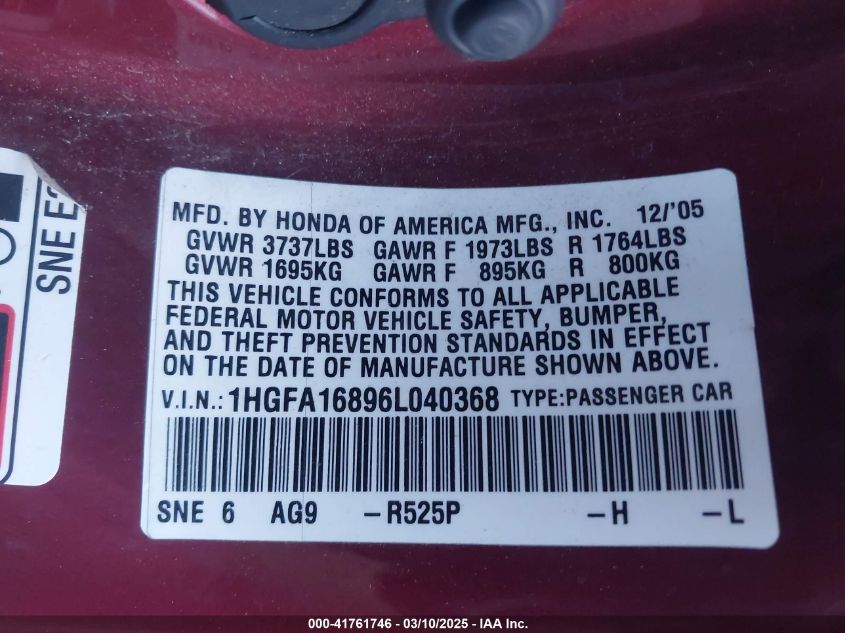 SNE E
MFD. BY HONDA OF AMERICA MFG., INC. 12/'05
GVWR 3737LBS GAWR F 1973LBS R 1764LBS
GVWR 1695KG GAWR F 895KG R 800KG
THIS VEHICLE CONFORMS TO ALL APPLICABLE
FEDERAL MOTOR VEHICLE SAFETY, BUMPER,
AND THEFT PREVENTION STANDARDS IN EFFECT
ON THE DATE OF MANUFACTURE SHOWN ABOVE.
V.I.N.: 1HGFA16896L040368 TYPE:PASSENGER CAR
SNE 6 AG9 –R525P –H –L
000-41761746 — 03/10/2025 — IAA Inc.